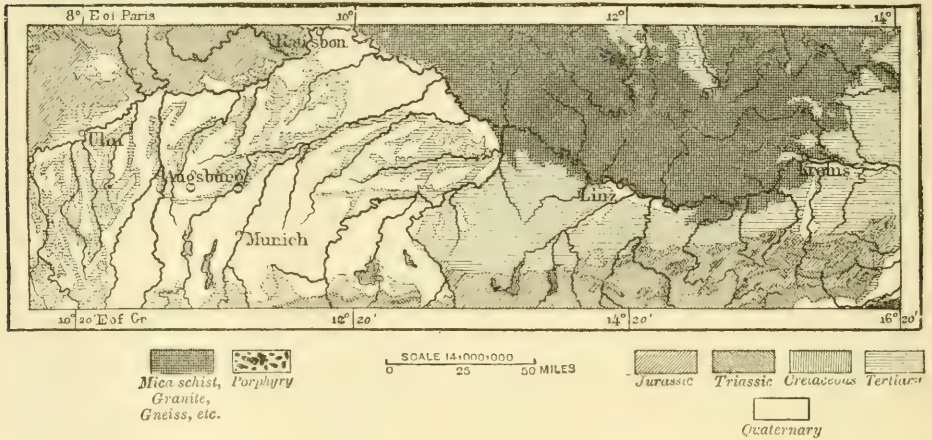 8° E of Paris 10° 12° 14°
Ratisbon
Ulm
Augsburg
Munich
Linz
Krems
10° 20' E of Gr 12° 20' 14° 20' 16° 20'
Mica schist,
Granite,
Gneiss, etc.
Porphyry
SCALE 1:4·000·000
0 25 50 MILES
Jurassic Triassic Cretaceous Tertiary
Quaternary